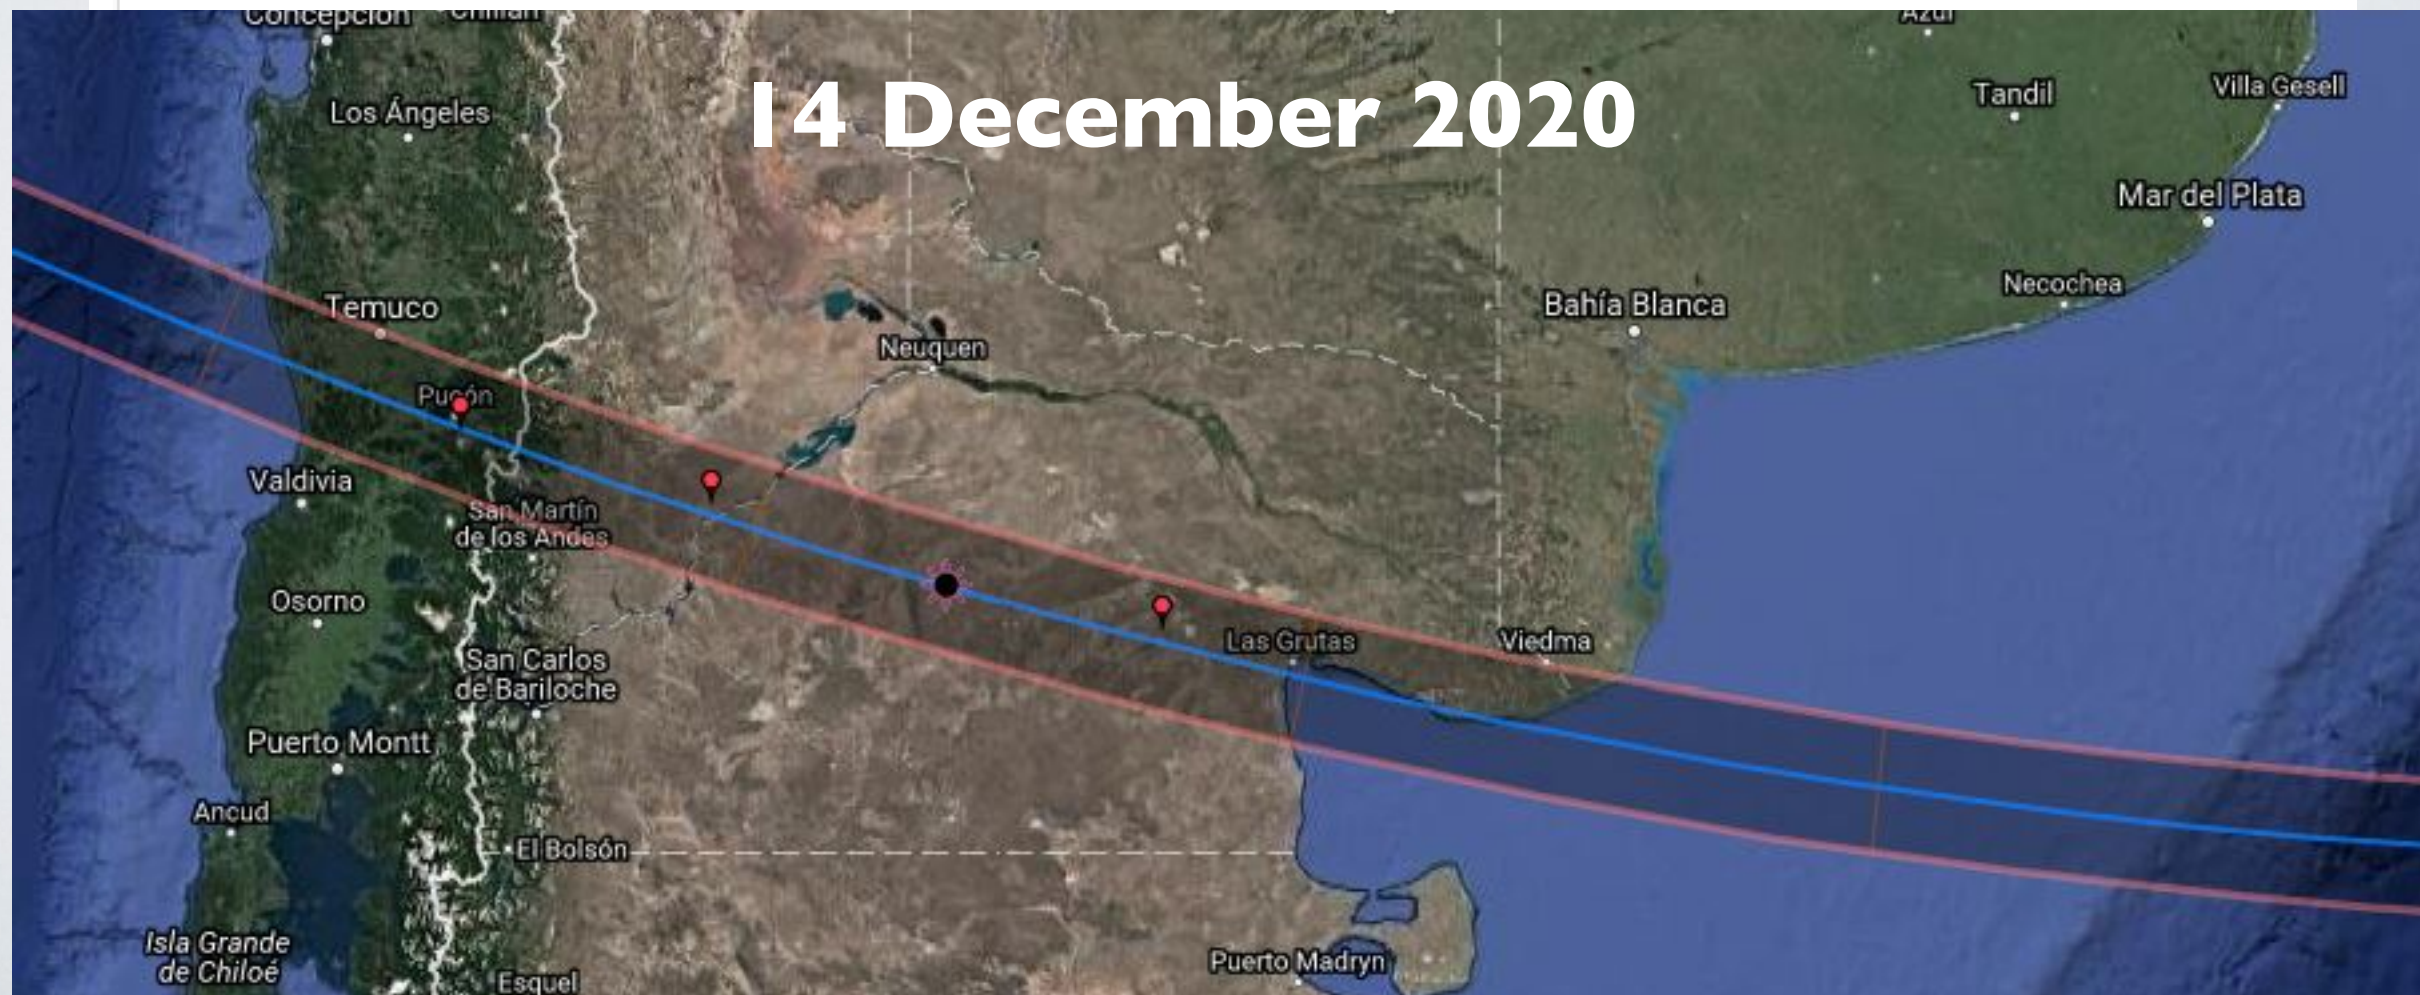 Concepción
Chillán
Azul
14 December 2020
Tandil
Villa Gesell
Los Ángeles
Mar del Plata
Temuco
Bahía Blanca
Necochea
Neuquen
Pucón
Valdivia
San Martín
de los Andes
Osorno
Las Grutas
Viedma
San Carlos
de Bariloche
Puerto Montt
Ancud
El Bolsón
Isla Grande
de Chiloé
Puerto Madryn
Esquel